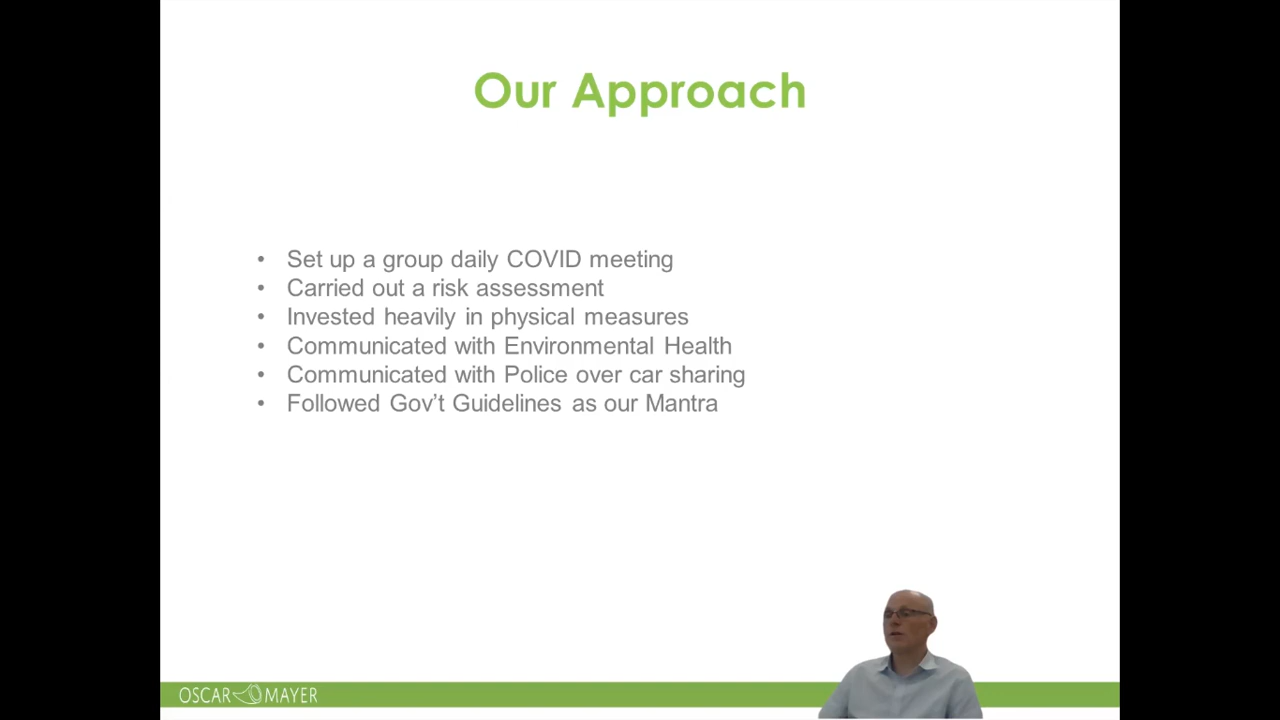 Our Approach
• Set up a group daily COVID meeting
• Carried out a risk assessment
• Invested heavily in physical measures
• Communicated with Environmental Health
• Communicated with Police over car sharing
• Followed Gov’t Guidelines as our Mantra
OSCAR MAYER